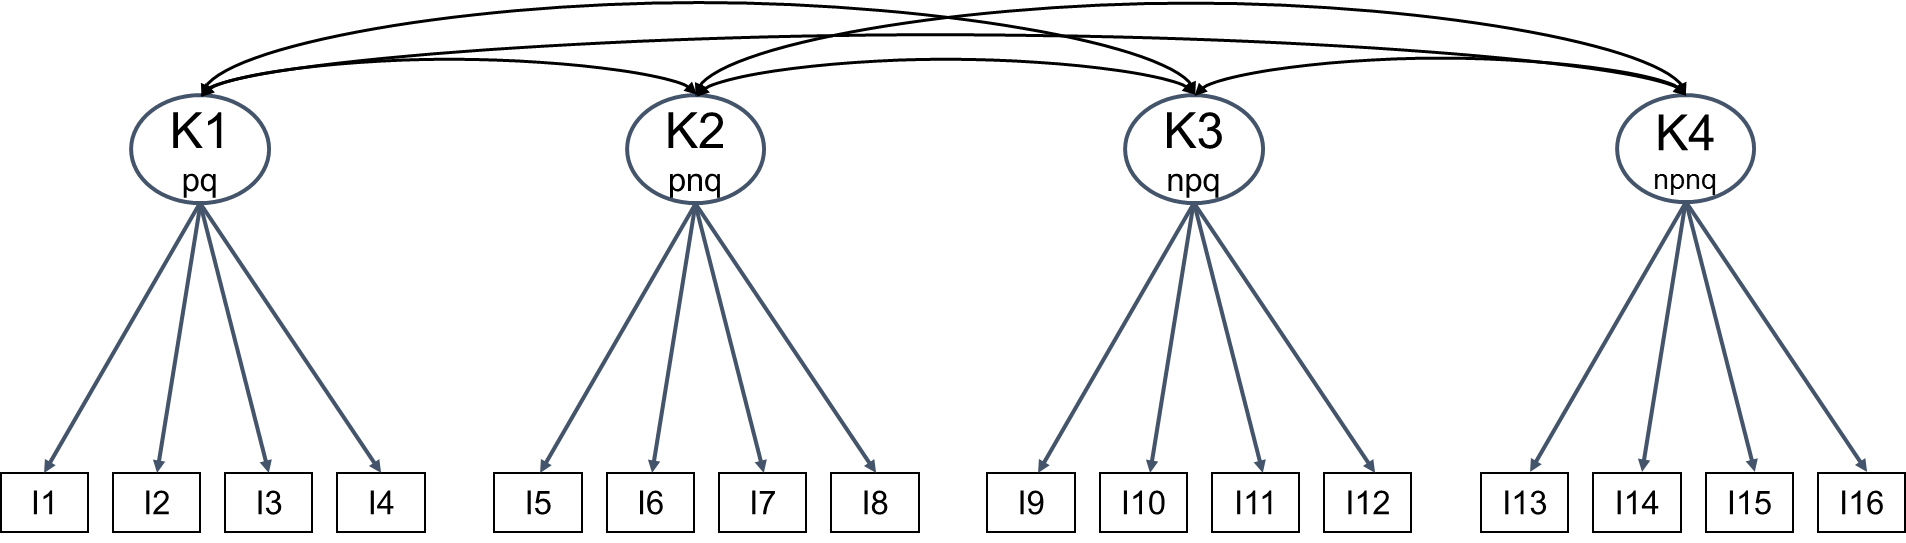 K1
pq
K2
pnq
K3
npq
K4
npnq
I1
I2
I3
I4
I5
I6
I7
I8
I9
I10
I11
I12
I13
I14
I15
I16